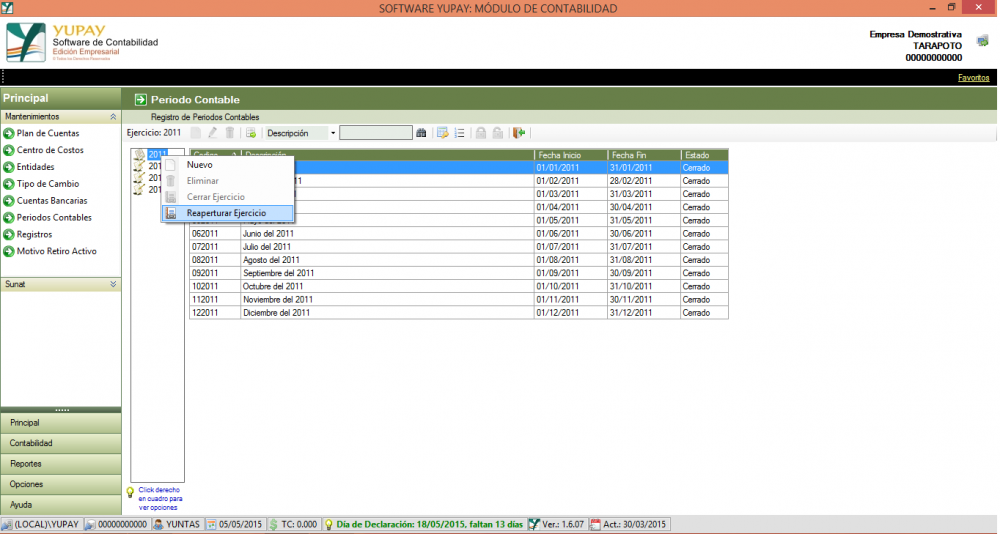 SOFTWARE YUPAY: MÓDULO DE CONTABILIDAD
YUPAY
Software de Contabilidad
Edición Empresarial
© Todos los Derechos Reservados
Empresa Demostrativa
TARAPOTO
00000000000
Favoritos
Principal
Periodo Contable
Mantenimientos
Registro de Periodos Contables
Ejercicio: 2011
Descripción
Plan de Cuentas
Centro de Costos
Entidades
Tipo de Cambio
Cuentas Bancarias
Periodos Contables
Registros
Motivo Retiro Activo
Sunat
2011
201
201
201
Nuevo
Eliminar
Cerrar Ejercicio
Reaperturar Ejercicio
Codigo Descripción Fecha Inicio Fecha Fin Estado
01/01/2011 31/01/2011 Cerrado
01/02/2011 28/02/2011 Cerrado
01/03/2011 31/03/2011 Cerrado
01/04/2011 30/04/2011 Cerrado
01/05/2011 31/05/2011 Cerrado
062011 Junio del 2011 01/06/2011 30/06/2011 Cerrado
072011 Julio del 2011 01/07/2011 31/07/2011 Cerrado
082011 Agosto del 2011 01/08/2011 31/08/2011 Cerrado
092011 Septiembre del 2011 01/09/2011 30/09/2011 Cerrado
102011 Octubre del 2011 01/10/2011 31/10/2011 Cerrado
112011 Noviembre del 2011 01/11/2011 30/11/2011 Cerrado
122011 Diciembre del 2011 01/12/2011 31/12/2011 Cerrado
Principal
Contabilidad
Reportes
Opciones
Ayuda
Click derecho
en cuadro para
ver opciones
(LOCAL)\YUPAY 00000000000 YUNTAS 05/05/2015 TC: 0.000 Día de Declaración: 18/05/2015, faltan 13 días Ver.: 1.6.07 Act.: 30/03/2015